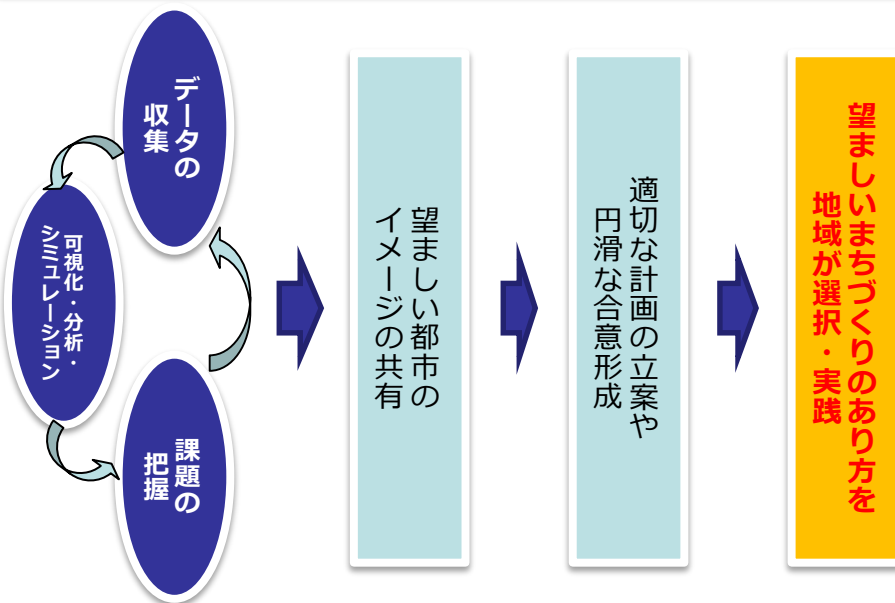 データの
収集
可視化・分析・
シミュレーション
課題の
把握
望ましい都市の
イメージの共有
適切な計画の立案や
円滑な合意形成
望ましいまちづくりのあり方を
地域が選択・実践